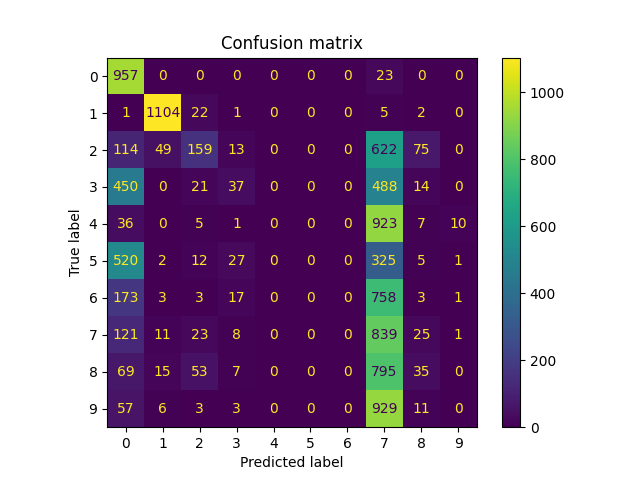 Confusion matrix
0 957 0 0 0 0 0 0 23 0 0
1 1 1104 22 1 0 0 0 5 2 0
2 114 49 159 13 0 0 0 622 75 0
3 450 0 21 37 0 0 0 488 14 0
4 36 0 5 1 0 0 0 923 7 10
5 520 2 12 27 0 0 0 325 5 1
6 173 3 3 17 0 0 0 758 3 1
7 121 11 23 8 0 0 0 839 25 1
8 69 15 53 7 0 0 0 795 35 0
9 57 6 3 3 0 0 0 929 11 0
0 1 2 3 4 5 6 7 8 9
Predicted label
True label
1000
800
600
400
200
0